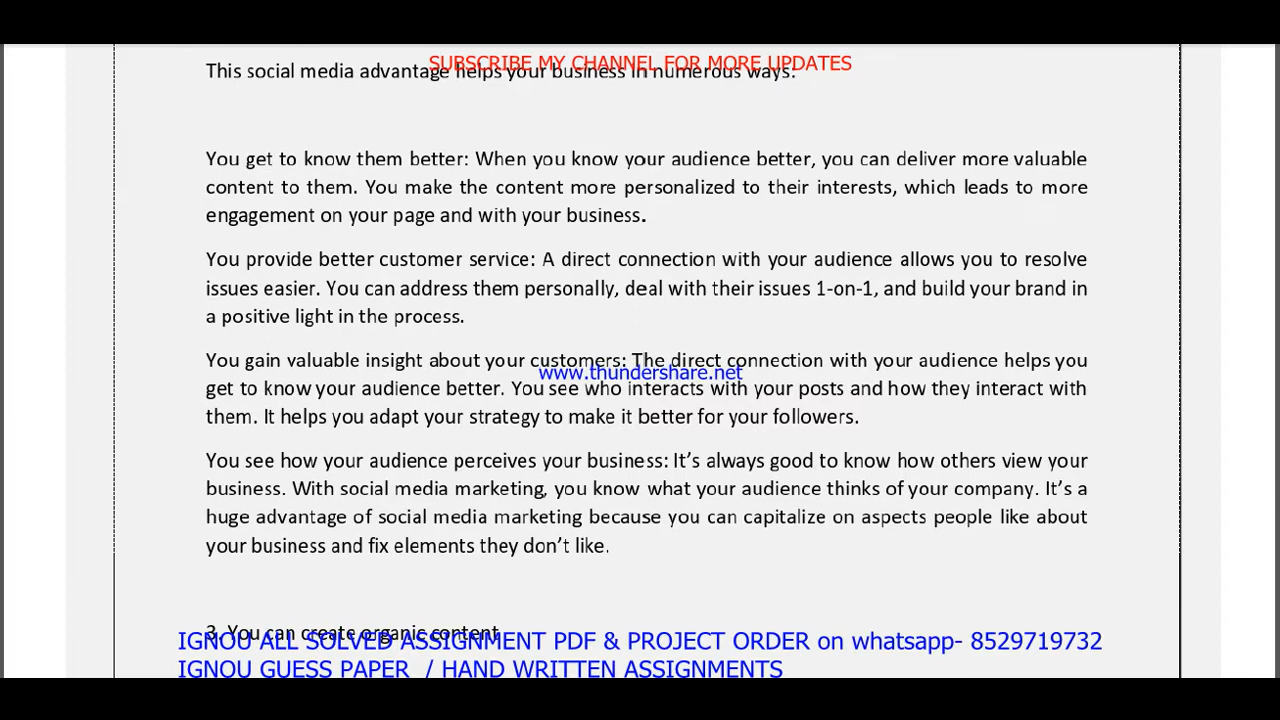 SUBSCRIBE MY CHANNEL FOR MORE UPDATES
This social media advantage helps your business in numerous ways:
You get to know them better: When you know your audience better, you can deliver more valuable
content to them. You make the content more personalized to their interests, which leads to more
engagement on your page and with your business.
You provide better customer service: A direct connection with your audience allows you to resolve
issues easier. You can address them personally, deal with their issues 1-on-1, and build your brand in
a positive light in the process.
You gain valuable insight about your customers: The direct connection with your audience helps you
www.thundershare.net
get to know your audience better. You see who interacts with your posts and how they interact with
them. It helps you adapt your strategy to make it better for your followers.
You see how your audience perceives your business: It’s always good to know how others view your
business. With social media marketing, you know what your audience thinks of your company. It’s a
huge advantage of social media marketing because you can capitalize on aspects people like about
your business and fix elements they don’t like.
3. You can create organic content
IGNOU ALL SOLVED ASSIGNMENT PDF & PROJECT ORDER on whatsapp- 8529719732
IGNOU GUESS PAPER / HAND WRITTEN ASSIGNMENTS